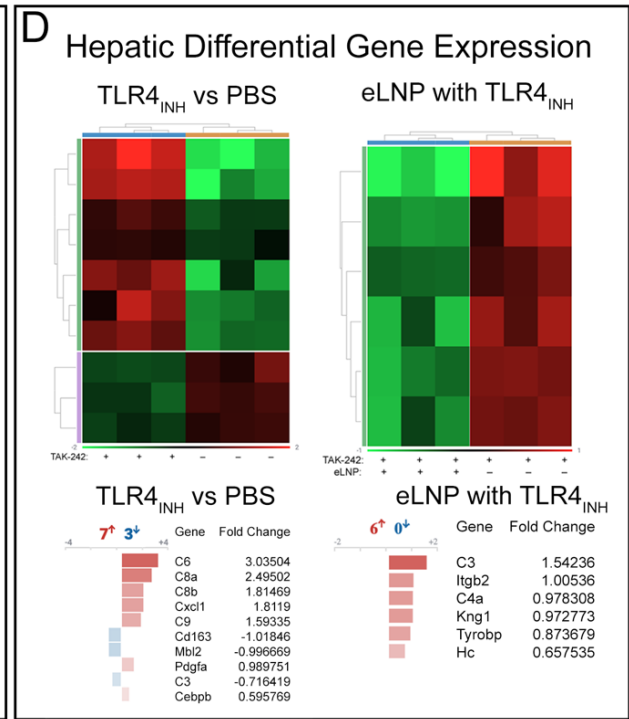 D
Hepatic Differential Gene Expression
TLR4INH vs PBS
eLNP with TLR4INH
-2 2
-1 1
TAK-242: + + + - - -
TAK-242: + + + + + +
eLNP: + + + - - -
TLR4INH vs PBS
eLNP with TLR4INH
7↑ 3↓ Gene Fold Change
-4
C6 3.03504
C8a 2.49502
C8b 1.81469
Cxcl1 1.8119
C9 1.59335
Cd163 -1.01846
Mbl2 -0.996669
Pdgfa 0.989751
C3 -0.716419
Cebpb 0.595769
6↑ 0↓ Gene Fold Change
-2 +2
C3 1.54236
Itgb2 1.00536
C4a 0.978308
Kng1 0.972773
Tyrobp 0.873679
Hc 0.657535